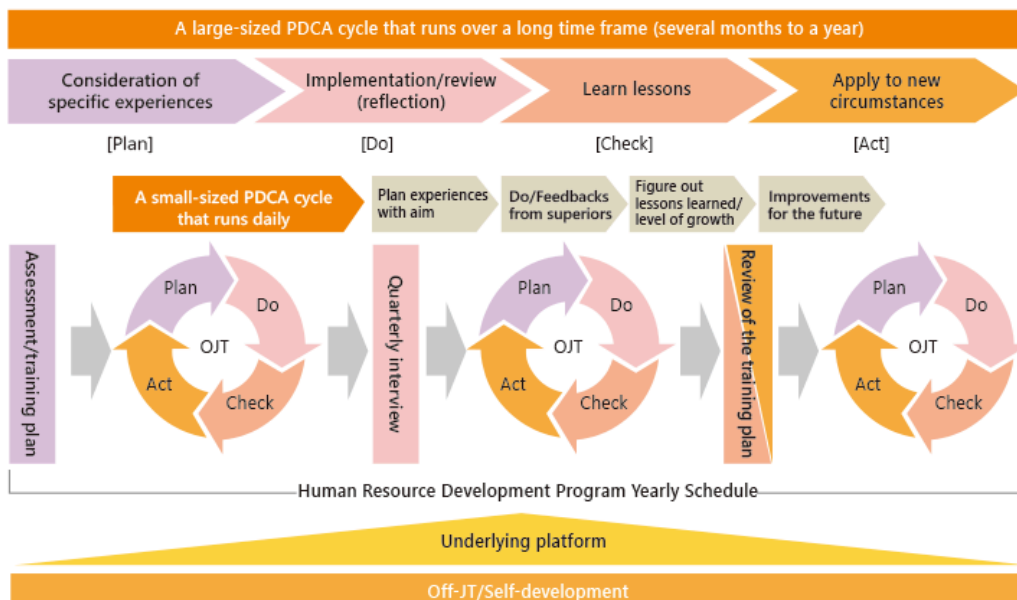 A large-sized PDCA cycle that runs over a long time frame (several months to a year)
Consideration of
specific experiences
Implementation/review
(reflection)
Learn lessons
Apply to new
circumstances
[Plan]
[Do]
[Check]
[Act]
A small-sized PDCA cycle
that runs daily
Plan experiences
with aim
Do/Feedbacks
from superiors
Figure out
lessons learned/
level of growth
Improvements
for the future
Assessment/training plan
Plan
Do
OJT
Act
Check
Quarterly interview
Plan
Do
OJT
Act
Check
Review of the training plan
Plan
Do
OJT
Act
Check
Human Resource Development Program Yearly Schedule
Underlying platform
Off-JT/Self-development